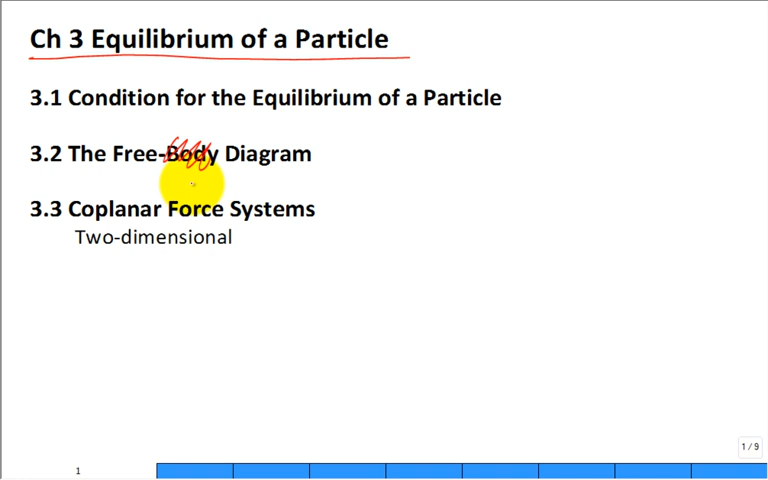 Ch 3 Equilibrium of a Particle
3.1 Condition for the Equilibrium of a Particle
3.2 The Free-Body Diagram
3.3 Coplanar Force Systems
Two-dimensional
1 / 9
1